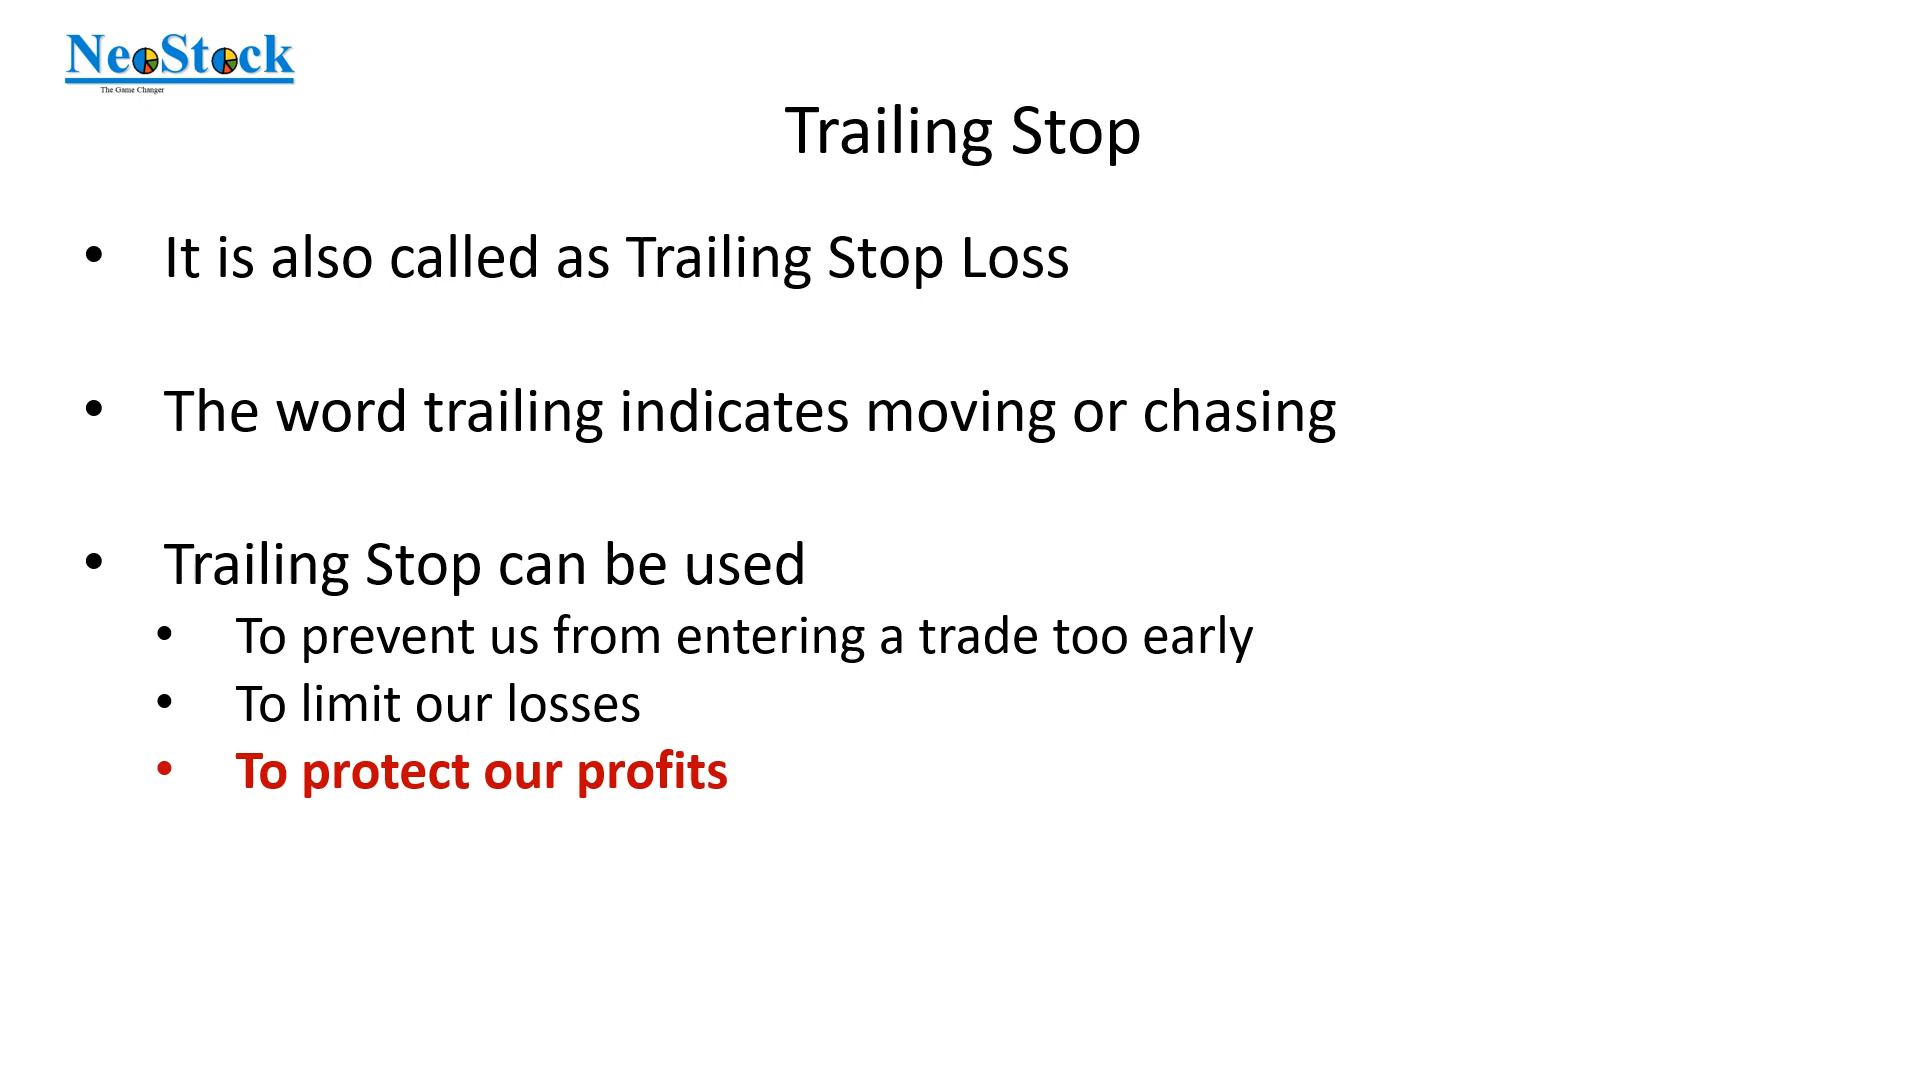 NeoStock
The Game Changer
Trailing Stop
• It is also called as Trailing Stop Loss
• The word trailing indicates moving or chasing
• Trailing Stop can be used
• To prevent us from entering a trade too early
• To limit our losses
• To protect our profits